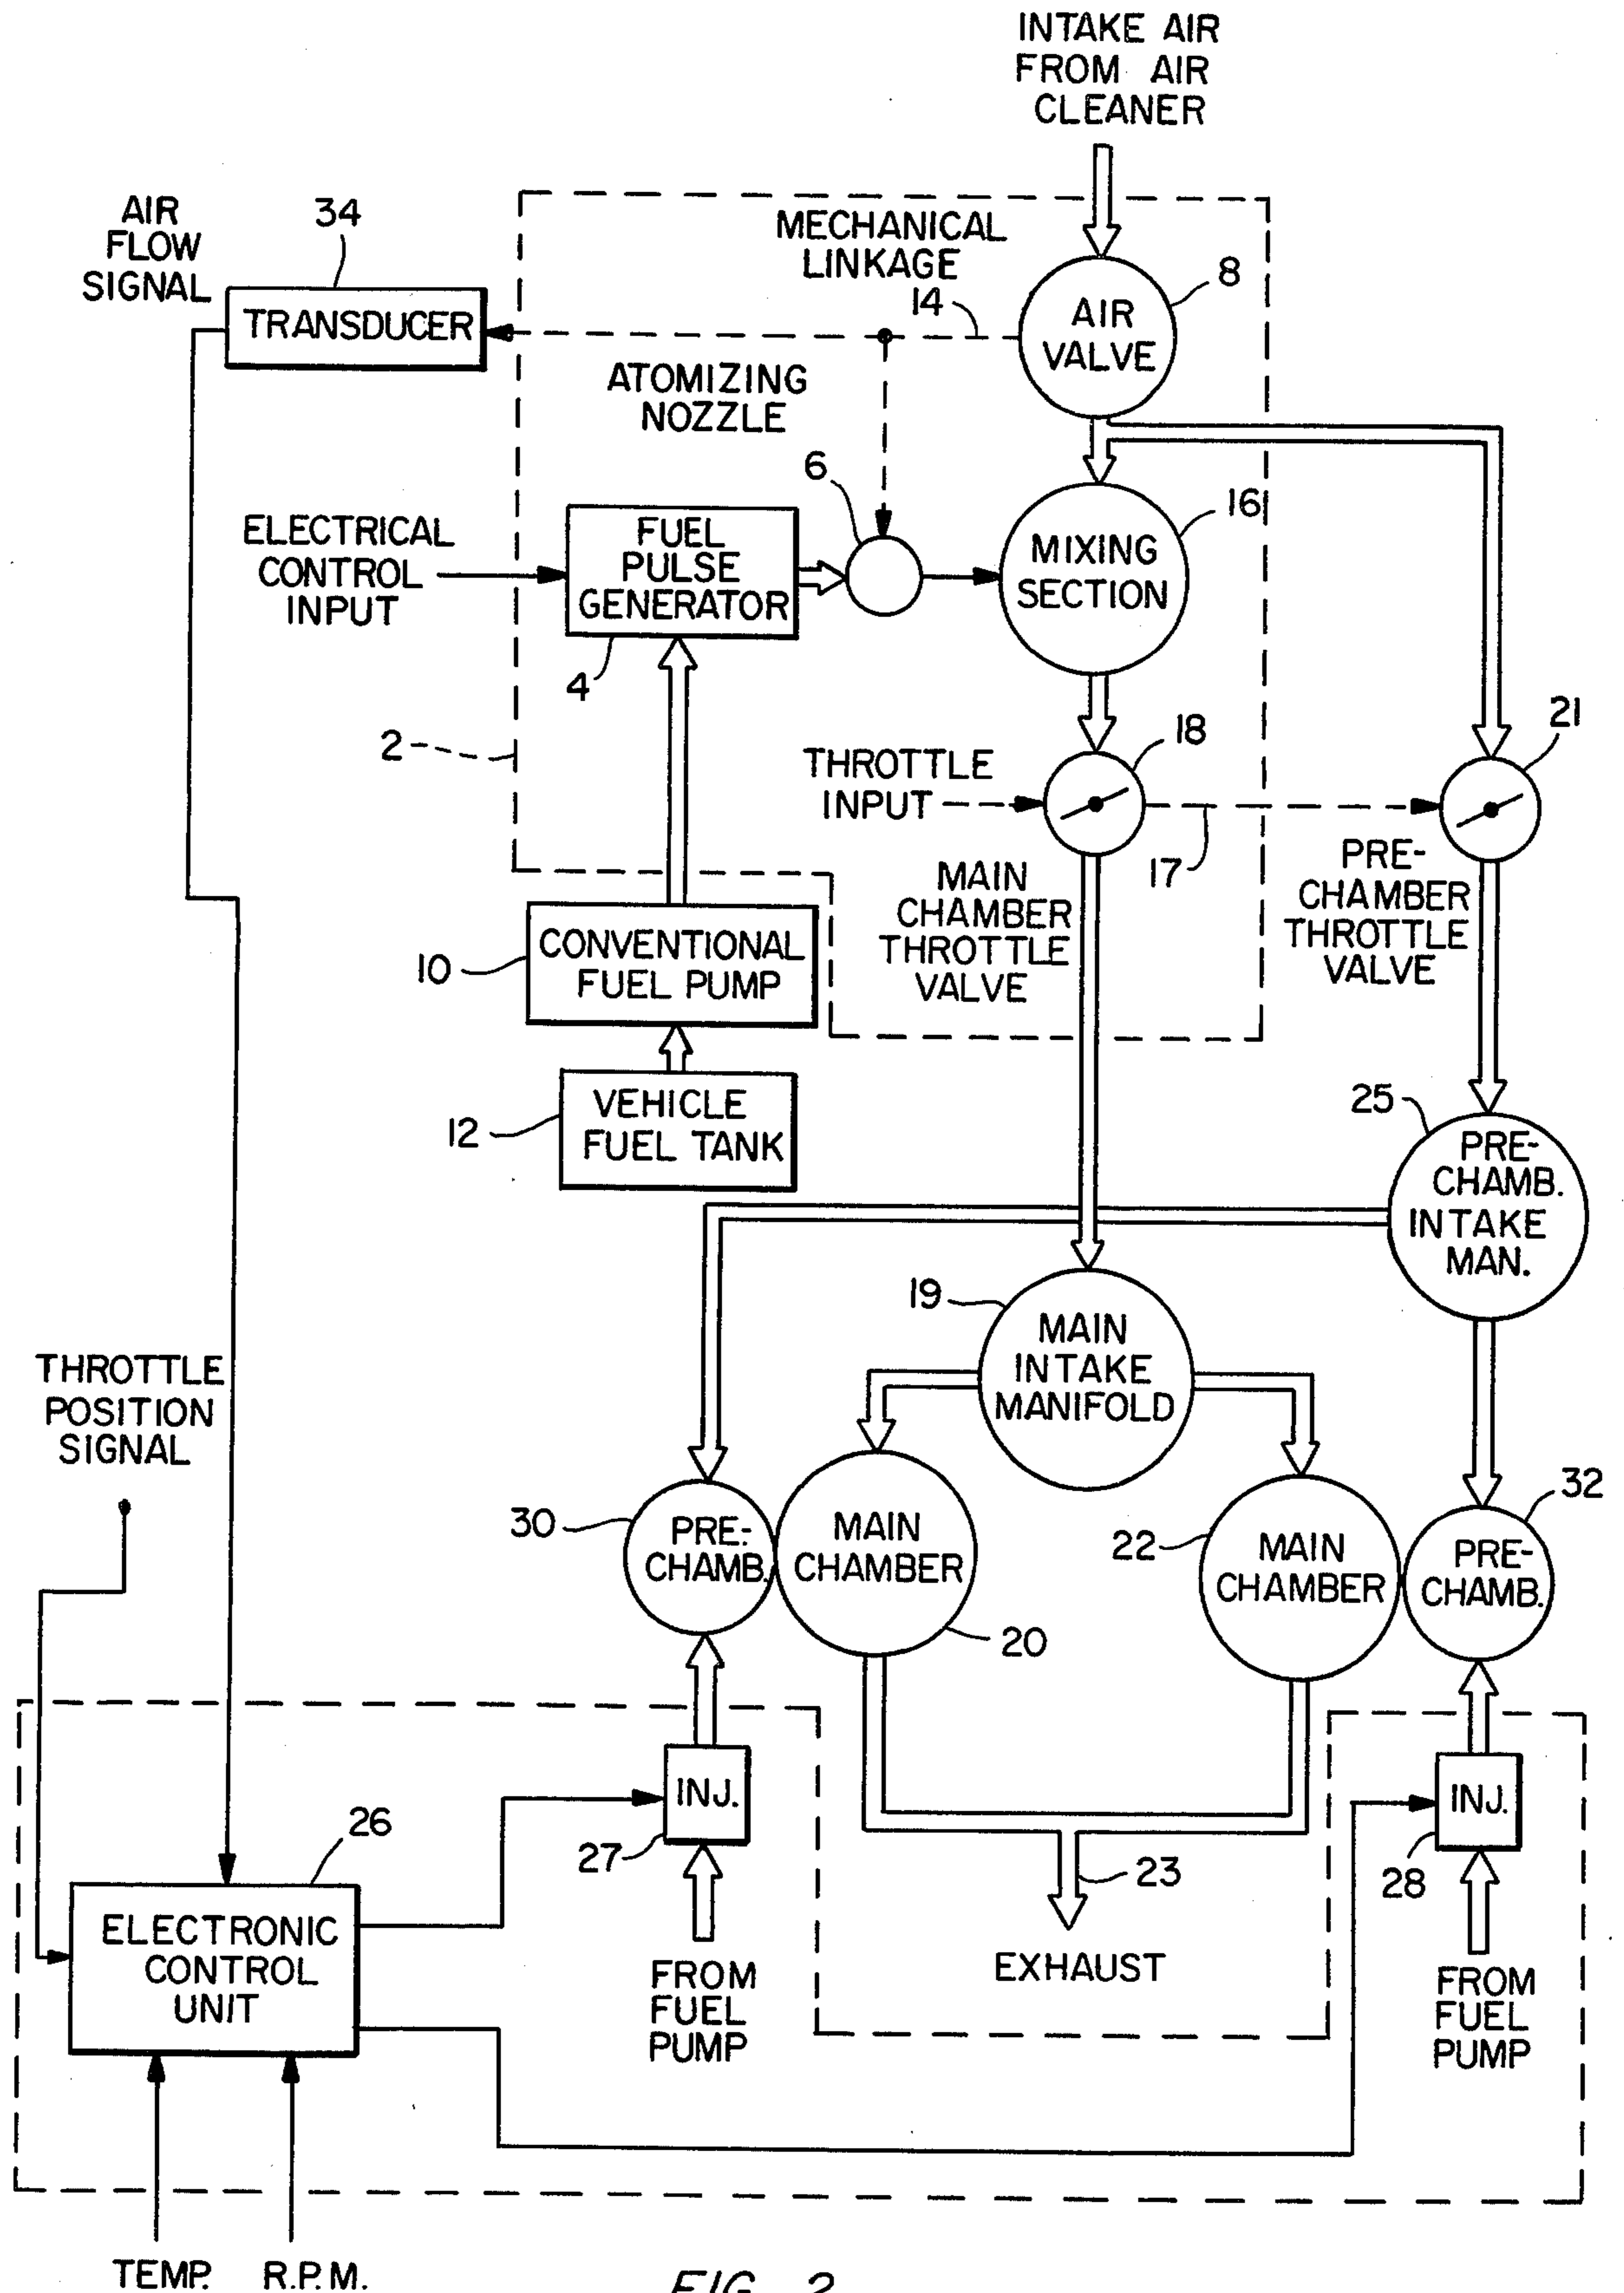 INTAKE AIR
FROM AIR
CLEANER
AIR
FLOW
SIGNAL
34
TRANSDUCER
MECHANICAL
LINKAGE
14
8
AIR
VALVE
ATOMIZING
NOZZLE
6
16
ELECTRICAL
CONTROL
INPUT
FUEL
PULSE
GENERATOR
4
MIXING
SECTION
2
18
21
THROTTLE
INPUT
17
MAIN
CHAMBER
THROTTLE
VALVE
PRE-
CHAMBER
THROTTLE
VALVE
10
CONVENTIONAL
FUEL PUMP
12
VEHICLE
FUEL TANK
25
PRE-
CHAMB.
INTAKE
MAN.
19
MAIN
INTAKE
MANIFOLD
THROTTLE
POSITION
SIGNAL
30
PRE-
CHAMB.
MAIN
CHAMBER
20
22
MAIN
CHAMBER
32
PRE-
CHAMB.
26
ELECTRONIC
CONTROL
UNIT
INJ.
27
FROM
FUEL
PUMP
23
EXHAUST
INJ.
28
FROM
FUEL
PUMP
TEMP.
R.P.M.
FIG. 2